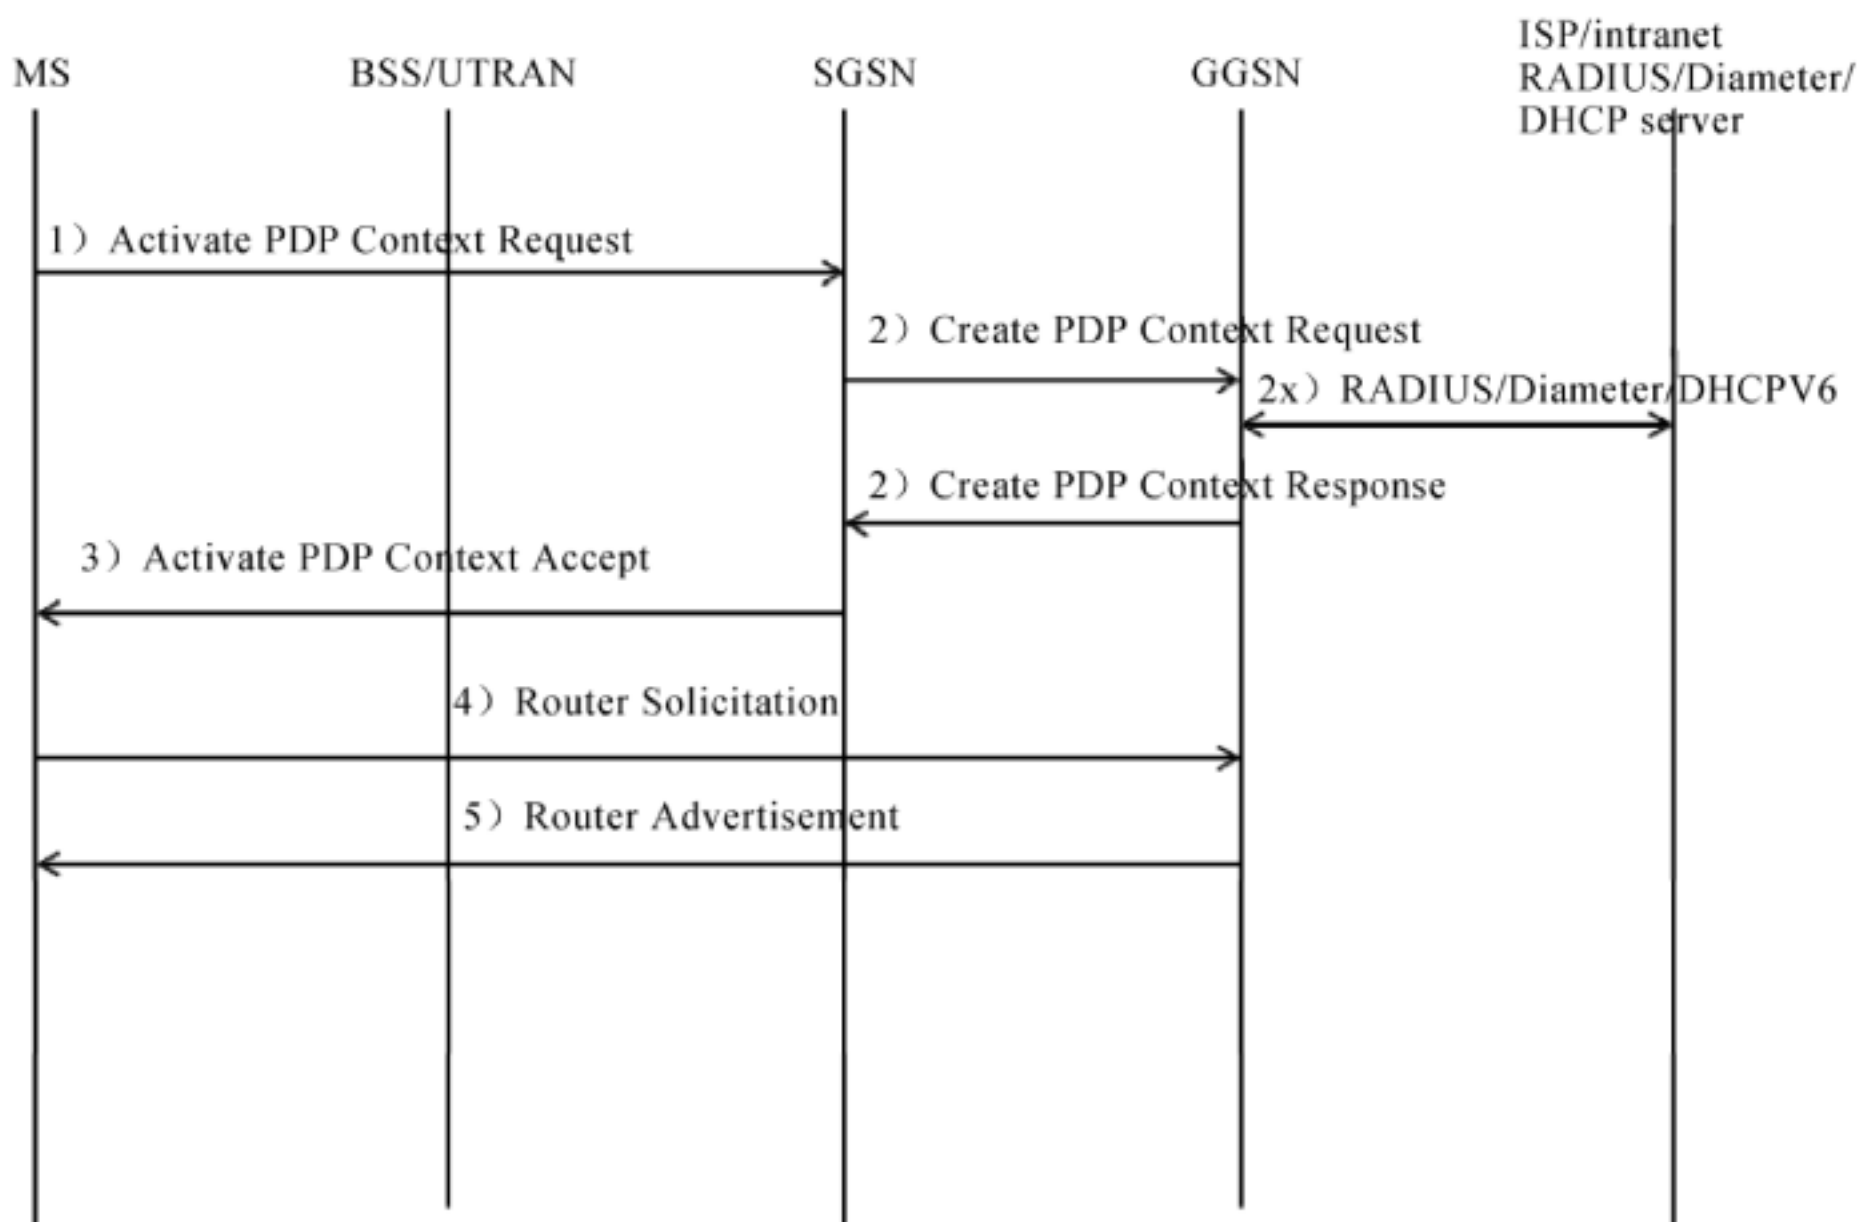 MS
BSS/UTRAN
SGSN
GGSN
ISP/intranet
RADIUS/Diameter/
DHCP server
1）Activate PDP Context Request
2）Create PDP Context Request
2x）RADIUS/Diameter/DHCPV6
2）Create PDP Context Response
3）Activate PDP Context Accept
4）Router Solicitation
5）Router Advertisement